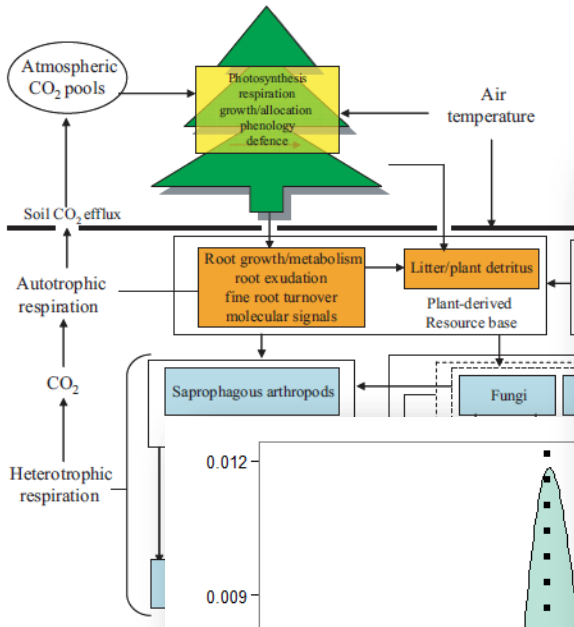 Atmospheric
CO₂ pools
Photosynthesis
respiration
growth/allocation
phenology
defence
Air
temperature
Soil CO₂ efflux
Root growth/metabolism
root exudation
fine root turnover
molecular signals
Litter/plant detritus
Plant-derived
Resource base
Autotrophic
respiration
CO₂
Saprophagous arthropods
Fungi
Heterotrophic
respiration
0.012
0.009